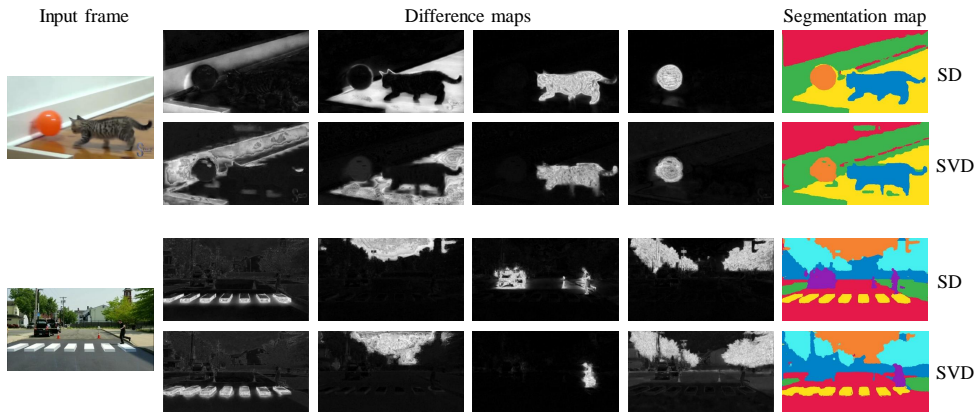 Input frame
Difference maps
Segmentation map
SD
SVD
SD
SVD